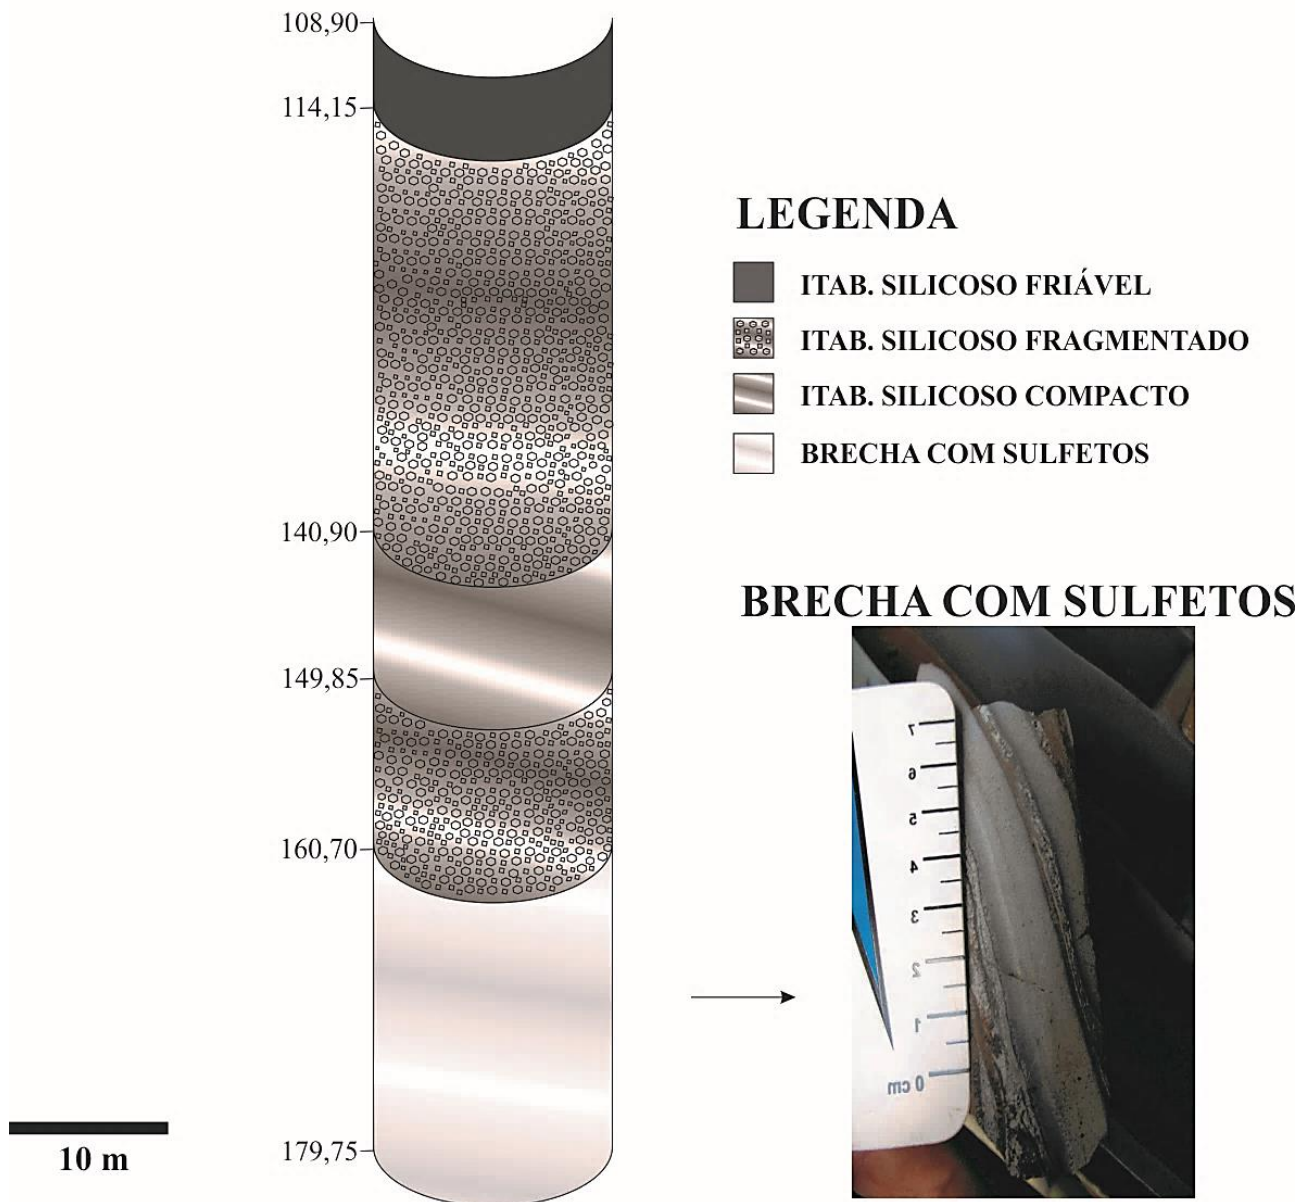 108,90
114,15
140,90
149,85
160,70
179,75
10 m
LEGENDA
ITAB. SILICOSO FRIÁVEL
ITAB. SILICOSO FRAGMENTADO
ITAB. SILICOSO COMPACTO
BRECHA COM SULFETOS
BRECHA COM SULFETOS
7
6
5
4
3
2
1
0 cm